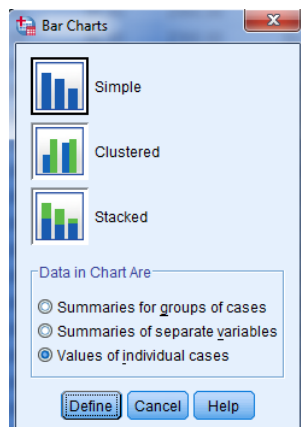 Bar Charts
Simple
Clustered
Stacked
Data in Chart Are
Summaries for groups of cases
Summaries of separate variables
Values of individual cases
Define Cancel Help